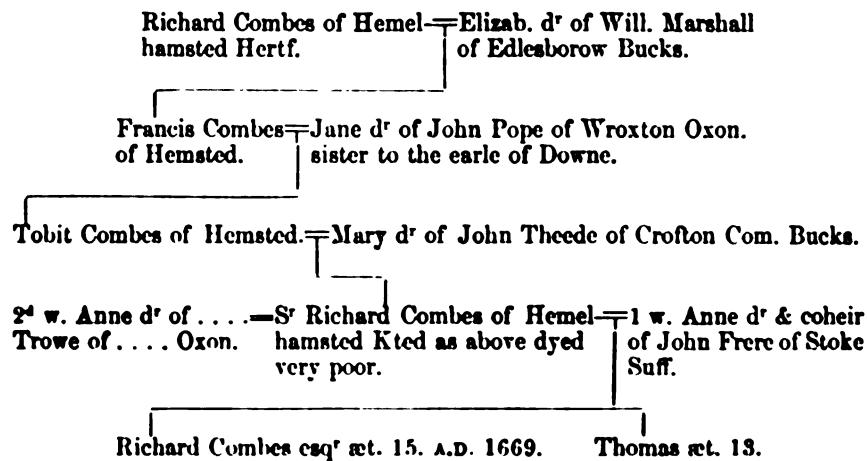 Richard Combes of Hemel hamsted Hertf.
Elizab. dʳ of Will. Marshall of Edlesborow Bucks.
Francis Combes of Hemsted.
Jane dʳ of John Pope of Wroxton Oxon. sister to the earle of Downe.
Tobit Combes of Hemsted.
Mary dʳ of John Theede of Crofton Com. Bucks.
2ᵈ w. Anne dʳ of . . . . Trowe of . . . . Oxon.
Sʳ Richard Combes of Hemel hamsted Kted as above dyed very poor.
1 w. Anne dʳ & coheir of John Frere of Stoke Suff.
Richard Combes esqʳ æt. 15. A.D. 1669.
Thomas æt. 13.